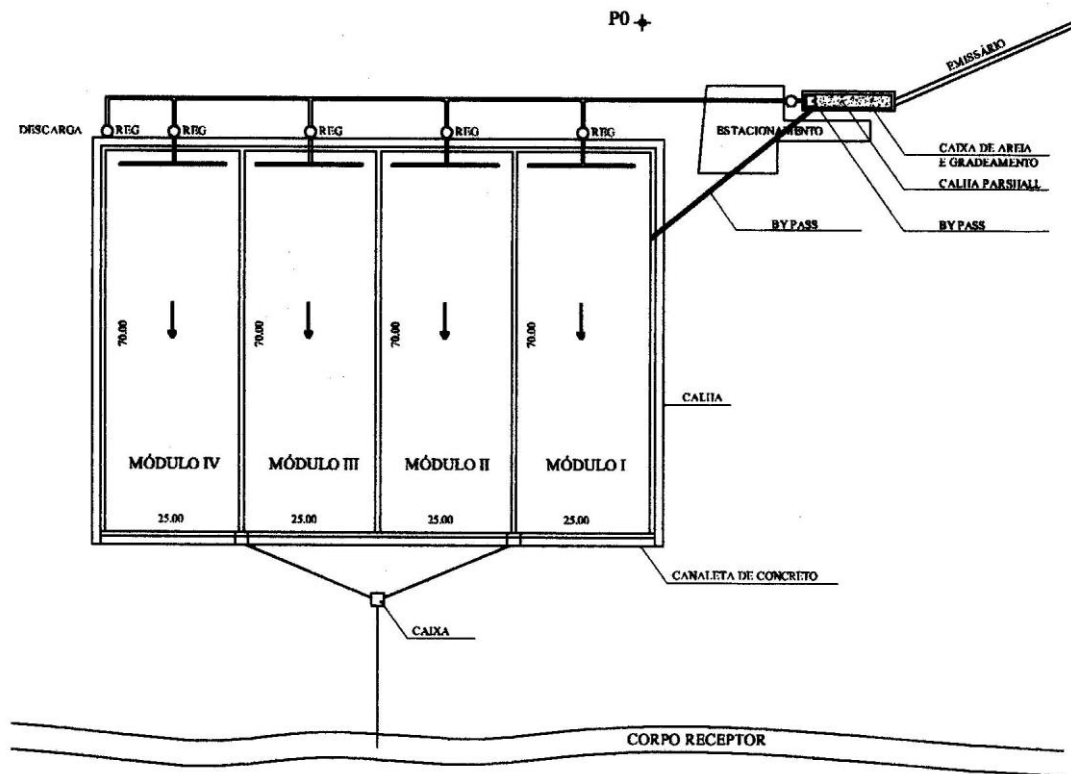 P0
EMISSÁRIO
DESCARGA
REG
REG
REG
REG
REG
ESTACIONAMENTO
CAIXA DE AREIA
E GRADEAMENTO
CALHA PARSHALL
BY PASS
BY PASS
70.00
70.00
70.00
70.00
CALHA
MÓDULO IV
MÓDULO III
MÓDULO II
MÓDULO I
25.00
25.00
25.00
25.00
CANALETA DE CONCRETO
CAIXA
CORPO RECEPTOR